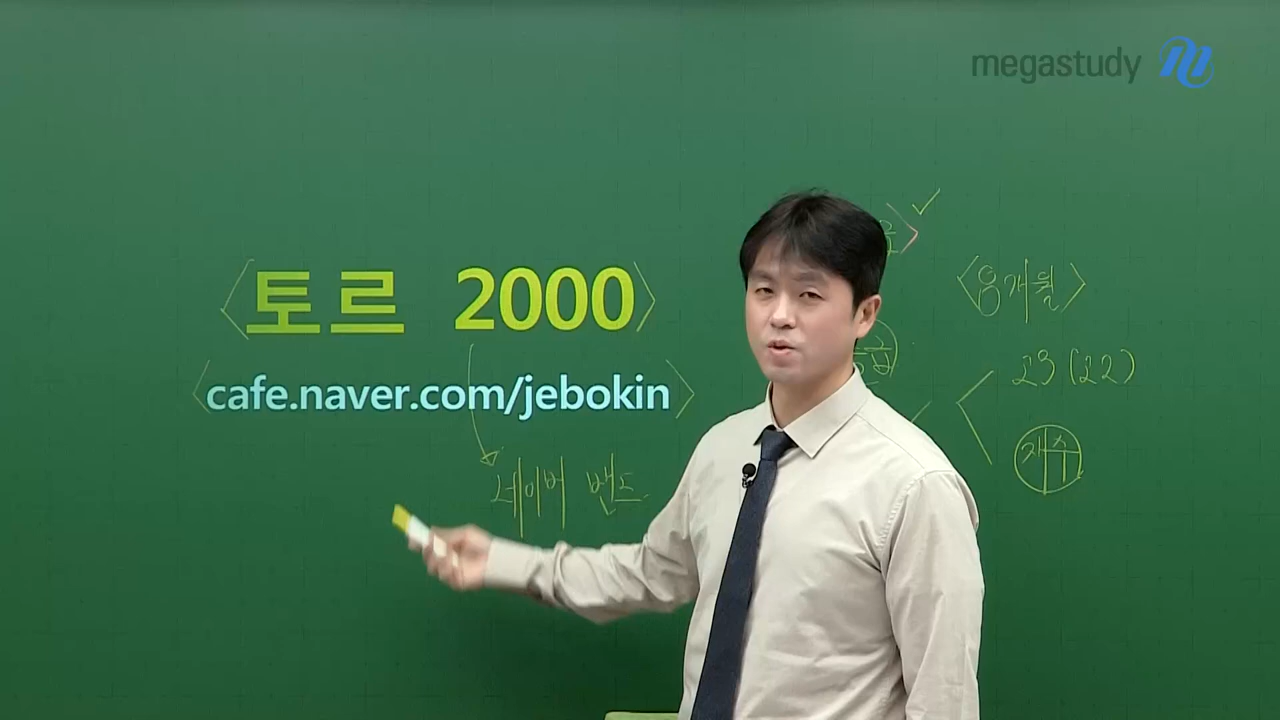 megastudy
<토르 2000>
<cafe.naver.com/jebokin>
네이버 밴드
<8개월>
23 (22)
재수